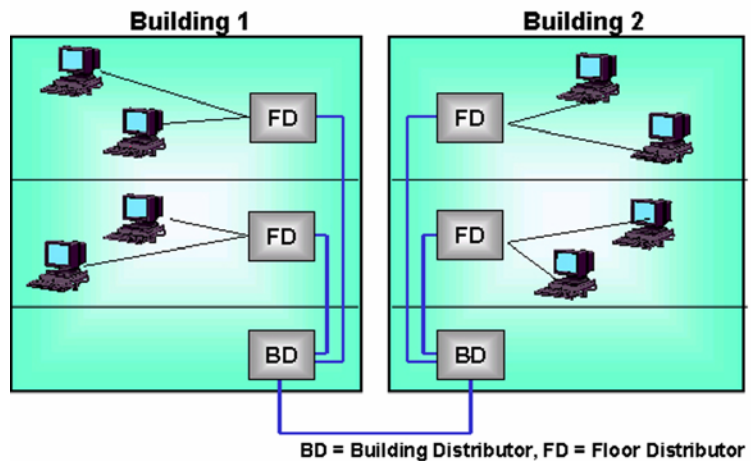 Building 1
Building 2
FD
FD
FD
FD
BD
BD
BD = Building Distributor, FD = Floor Distributor